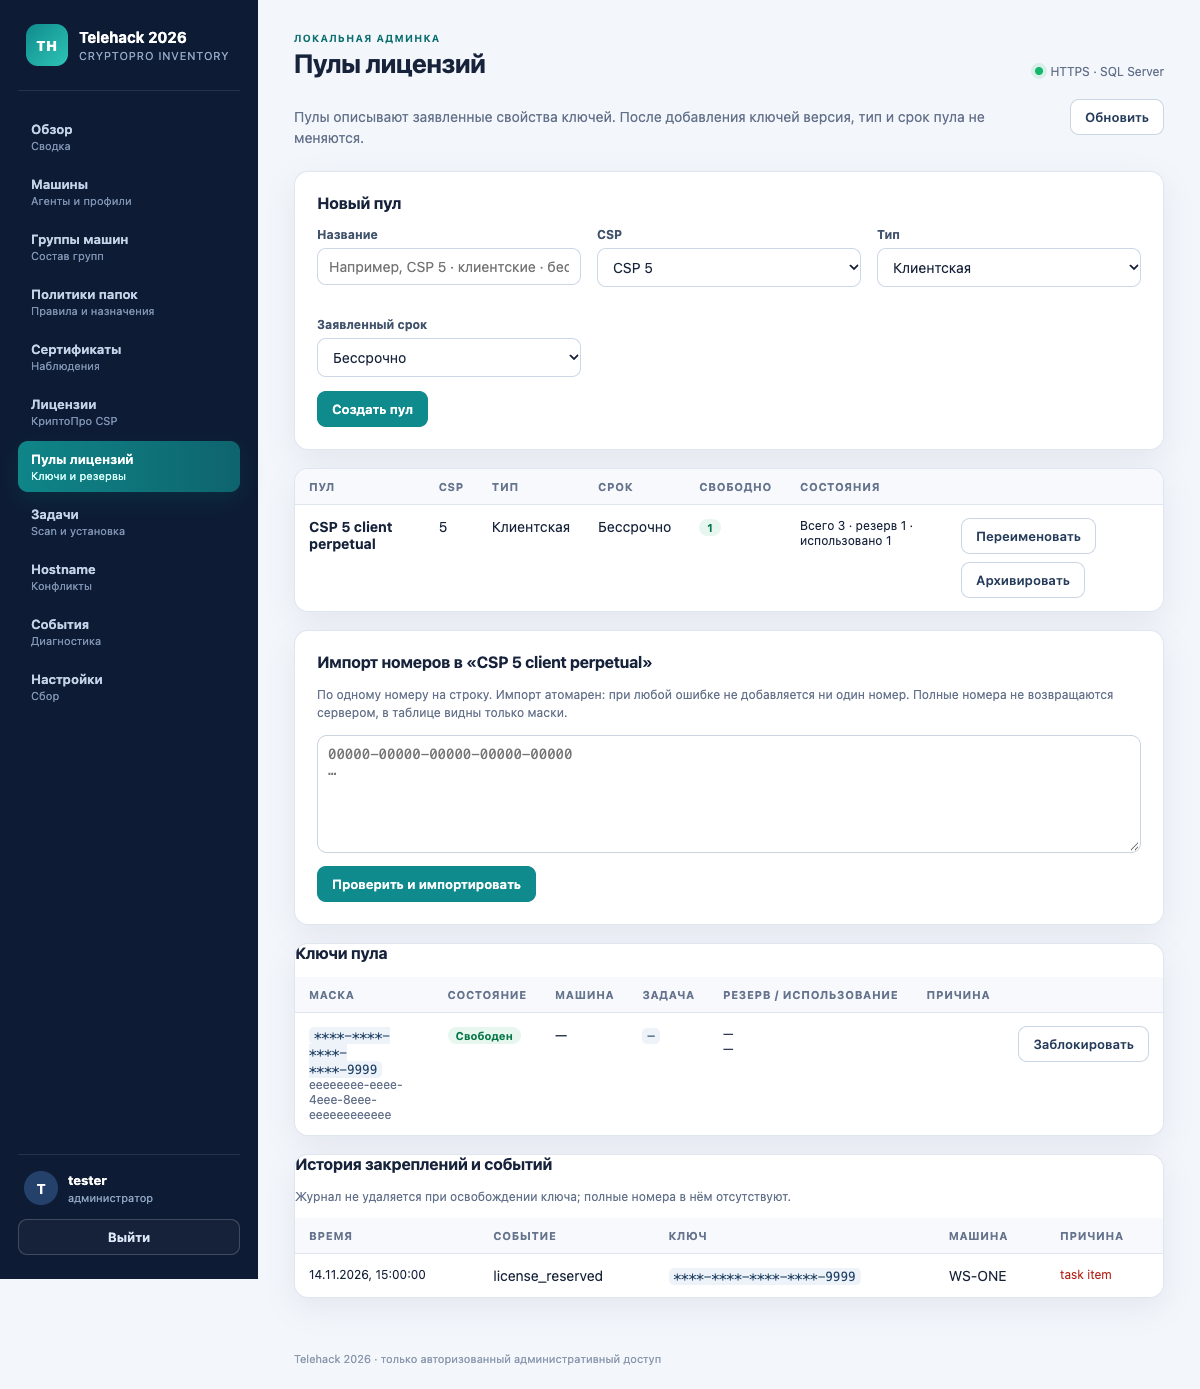 TH
Telehack 2026
CRYPTOPRO INVENTORY
Обзор
Сводка
Машины
Агенты и профили
Группы машин
Состав групп
Политики папок
Правила и назначения
Сертификаты
Наблюдения
Лицензии
КриптоПро CSP
Пулы лицензий
Ключи и резервы
Задачи
Scan и установка
Hostname
Конфликты
События
Диагностика
Настройки
Сбор
T
tester
администратор
Выйти
ЛОКАЛЬНАЯ АДМИНКА
Пулы лицензий
HTTPS · SQL Server
Пулы описывают заявленные свойства ключей. После добавления ключей версия, тип и срок пула не
меняются.
Обновить
Новый пул
Название CSP Тип
Например, CSP 5 · клиентские · бес CSP 5 Клиентская
Заявленный срок
Бессрочно
Создать пул
ПУЛ CSP ТИП СРОК СВОБОДНО СОСТОЯНИЯ
CSP 5 client 5 Клиентская Бессрочно 1 Всего 3 · резерв 1 · Переименовать
perpetual использовано 1
Архивировать
Импорт номеров в «CSP 5 client perpetual»
По одному номеру на строку. Импорт атомарен: при любой ошибке не добавляется ни один номер. Полные номера не возвращаются
сервером, в таблице видны только маски.
00000-00000-00000-00000-00000
…
Проверить и импортировать
Ключи пула
МАСКА СОСТОЯНИЕ МАШИНА ЗАДАЧА РЕЗЕРВ / ИСПОЛЬЗОВАНИЕ ПРИЧИНА
****-****- Свободен — — — Заблокировать
****- —
****-9999
eeeeeeee-eeee-
4eee-8eee-
eeeeeeeeeeee
История закреплений и событий
Журнал не удаляется при освобождении ключа; полные номера в нём отсутствуют.
ВРЕМЯ СОБЫТИЕ КЛЮЧ МАШИНА ПРИЧИНА
14.11.2026, 15:00:00 license_reserved ****-****-****-****-9999 WS-ONE task item
Telehack 2026 · только авторизованный административный доступ